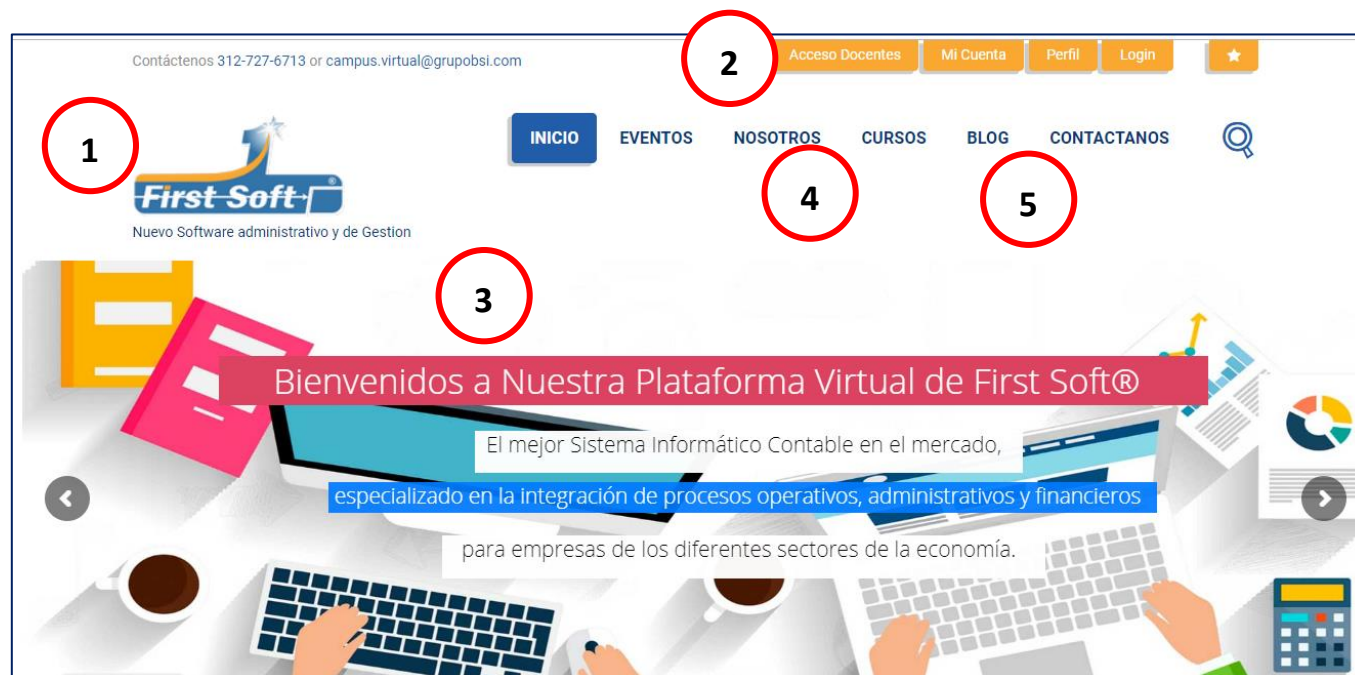 Contáctenos 312-727-6713 or campus.virtual@grupobsi.com
2
Acceso Docentes
Mi Cuenta
Perfil
Login
1
1
First Soft ®
Nuevo Software administrativo y de Gestion
INICIO
EVENTOS
NOSOTROS
CURSOS
BLOG
CONTACTANOS
4
5
3
Bienvenidos a Nuestra Plataforma Virtual de First Soft®
El mejor Sistema Informático Contable en el mercado,
especializado en la integración de procesos operativos, administrativos y financieros
para empresas de los diferentes sectores de la economía.